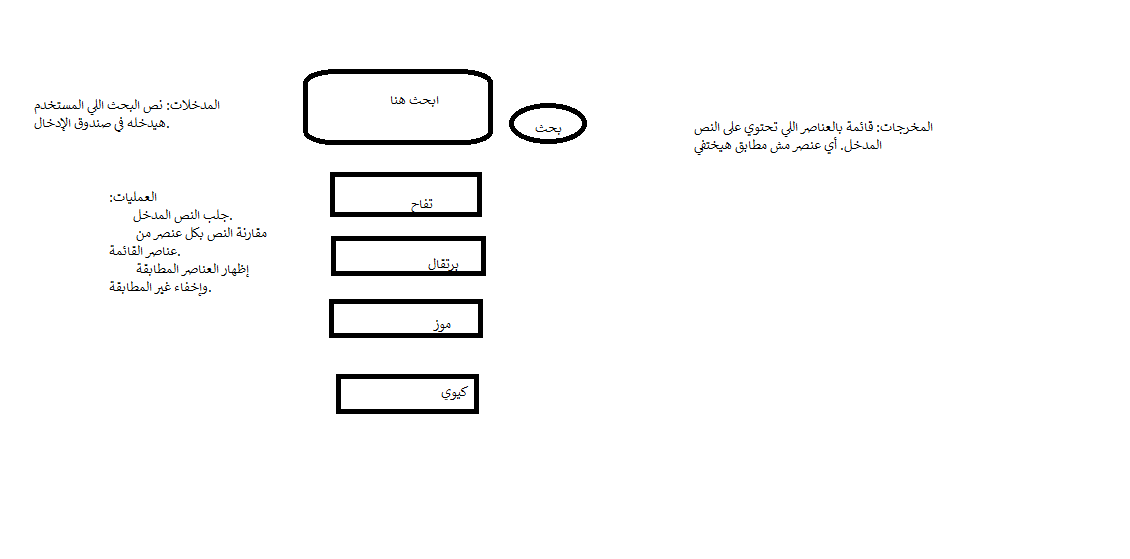 ابحث هنا
بحث
المدخلات: نص البحث اللي المستخدم
هيدخله في صندوق الإدخال.
المخرجات: قائمة بالعناصر اللي تحتوي على النص
المدخل. أي عنصر مش مطابق هيختفي
العمليات:
جلب النص المدخل.
مقارنة النص بكل عنصر من
عناصر القائمة.
إظهار العناصر المطابقة
وإخفاء غير المطابقة.
تفاح
برتقال
موز
كيوي